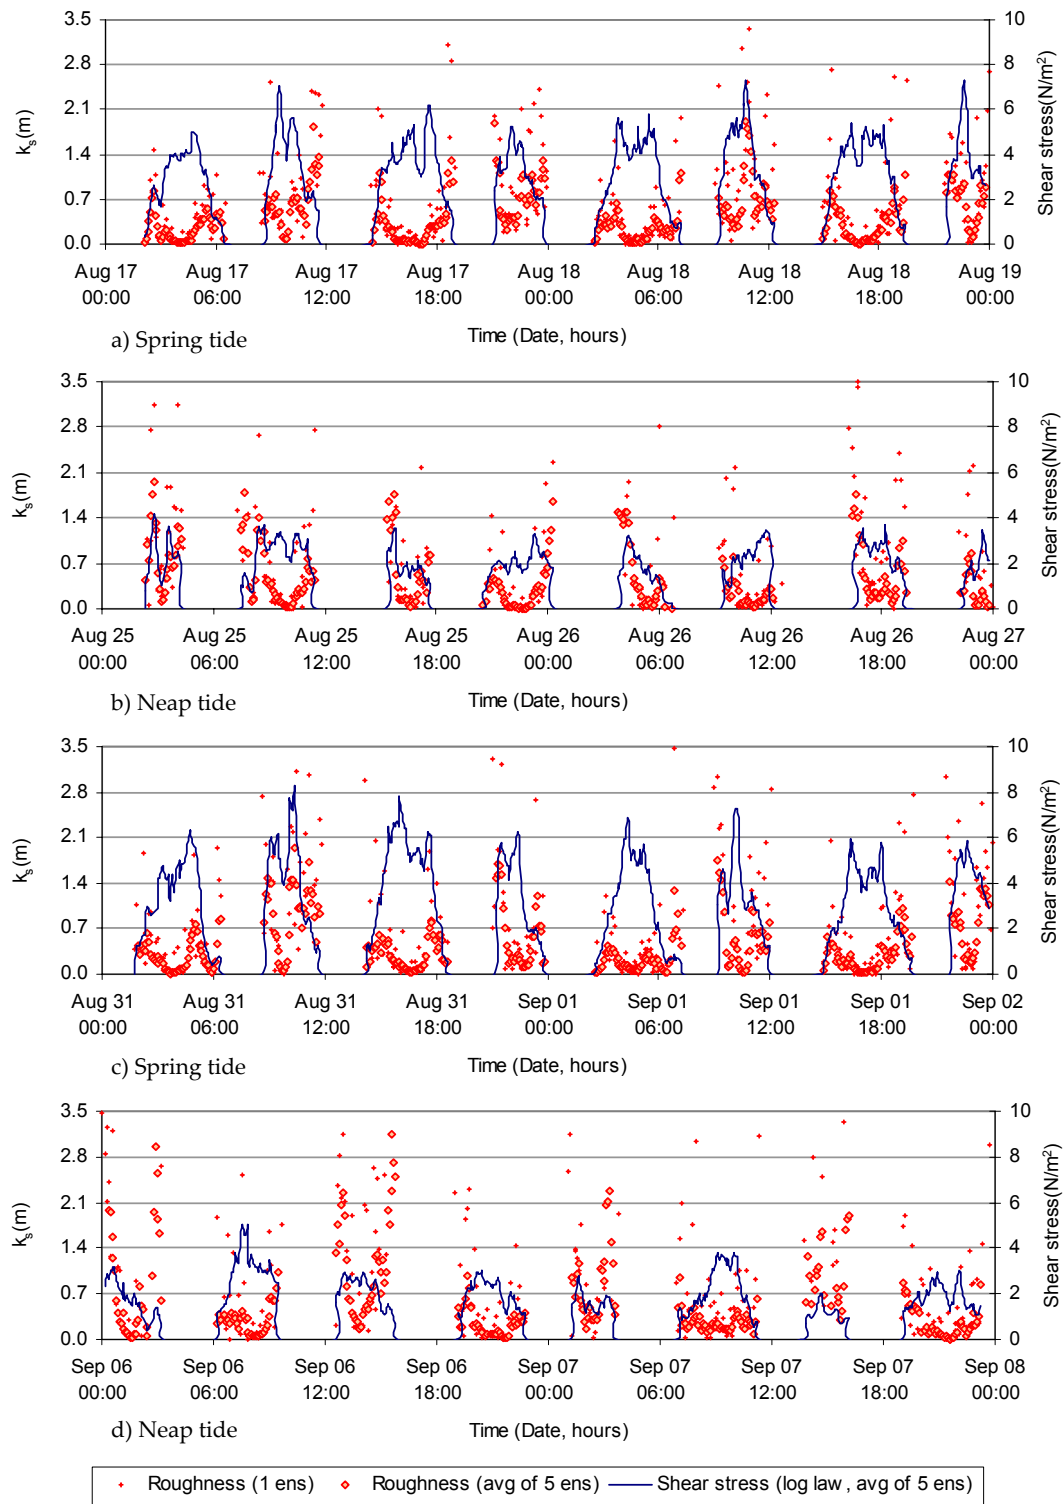 3.5
2.8
2.1
1.4
0.7
0.0
kₛ(m)
10
8
6
4
2
0
Shear stress(N/m²)
Aug 17 Aug 17 Aug 17 Aug 17 Aug 18 Aug 18 Aug 18 Aug 18 Aug 19
00:00 06:00 12:00 18:00 00:00 06:00 12:00 18:00 00:00
Time (Date, hours)
a) Spring tide
3.5
2.8
2.1
1.4
0.7
0.0
kₛ(m)
10
8
6
4
2
0
Shear stress(N/m²)
Aug 25 Aug 25 Aug 25 Aug 25 Aug 26 Aug 26 Aug 26 Aug 26 Aug 27
00:00 06:00 12:00 18:00 00:00 06:00 12:00 18:00 00:00
Time (Date, hours)
b) Neap tide
3.5
2.8
2.1
1.4
0.7
0.0
kₛ(m)
10
8
6
4
2
0
Shear stress(N/m²)
Aug 31 Aug 31 Aug 31 Aug 31 Sep 01 Sep 01 Sep 01 Sep 01 Sep 02
00:00 06:00 12:00 18:00 00:00 06:00 12:00 18:00 00:00
Time (Date, hours)
c) Spring tide
3.5
2.8
2.1
1.4
0.7
0.0
kₛ(m)
10
8
6
4
2
0
Shear stress(N/m²)
Sep 06 Sep 06 Sep 06 Sep 06 Sep 07 Sep 07 Sep 07 Sep 07 Sep 08
00:00 06:00 12:00 18:00 00:00 06:00 12:00 18:00 00:00
Time (Date, hours)
d) Neap tide
Roughness (1 ens) Roughness (avg of 5 ens) Shear stress (log law, avg of 5 ens)